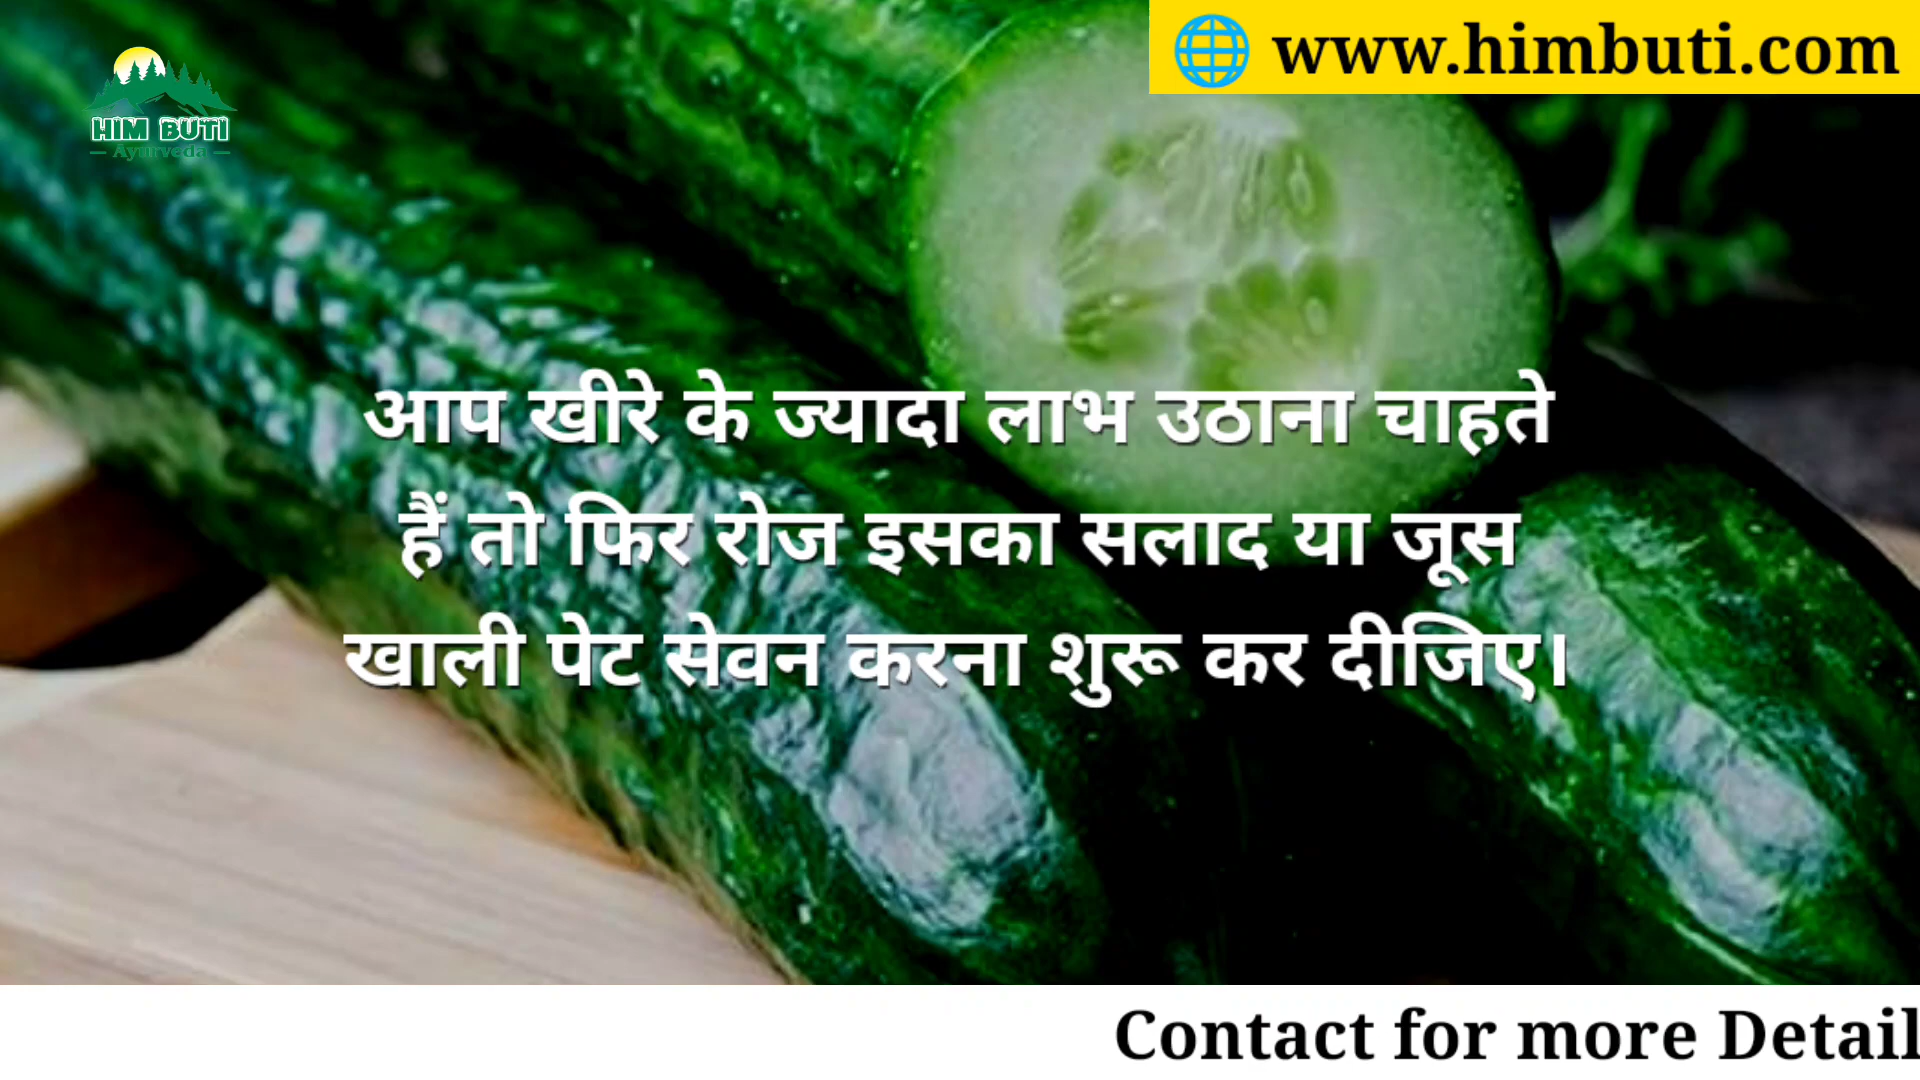 www.himbuti.com
HIM BUTI
Ayurveda
आप खीरे के ज्यादा लाभ उठाना चाहते
हैं तो फिर रोज इसका सलाद या जूस
खाली पेट सेवन करना शुरू कर दीजिए।
Contact for more Detail